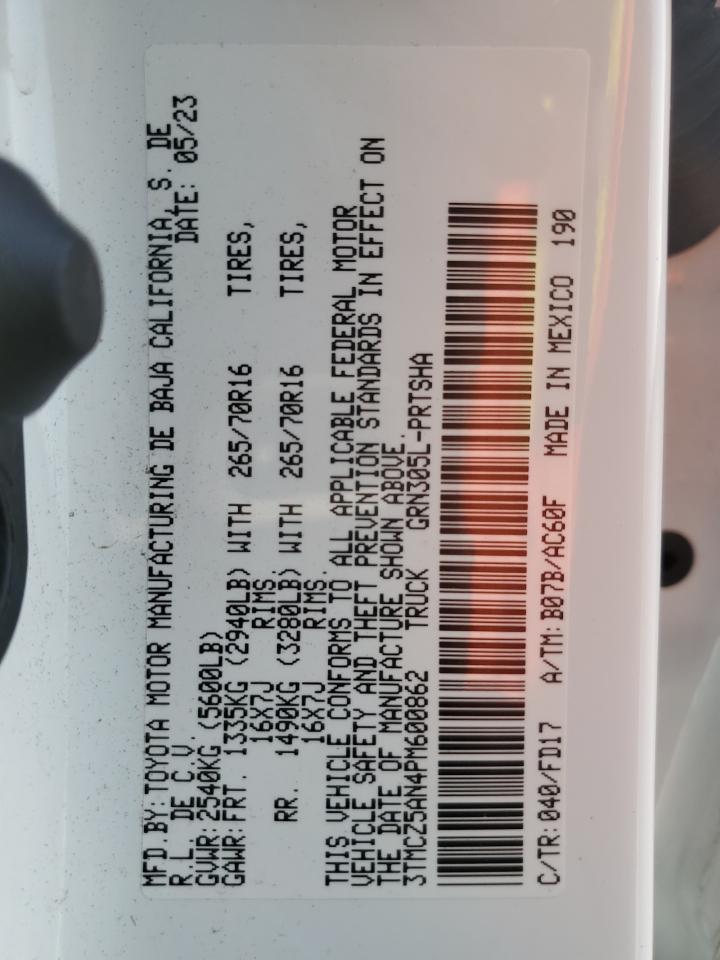 MFD.BY:TOYOTA MOTOR MANUFACTURING DE BAJA CALIFORNIA, S. DE
R.L. DE C.V. DATE: 05/23
GVWR:2540KG (5600LB)
GAWR:FRT. 1335KG (2940LB) WITH 265/70R16 TIRES,
16X7J RIMS.
RR. 1490KG (3280LB) WITH 265/70R16 TIRES,
16X7J RIMS.
THIS VEHICLE CONFORMS TO ALL APPLICABLE FEDERAL MOTOR
VEHICLE SAFETY AND THEFT PREVENTION STANDARDS IN EFFECT ON
THE DATE OF MANUFACTURE SHOWN ABOVE.
3TMCZ5AN4PM600862 TRUCK GRN305L-PRTSHA
C/TR:040/FD17 A/TM:B07B/AC60F MADE IN MEXICO 190